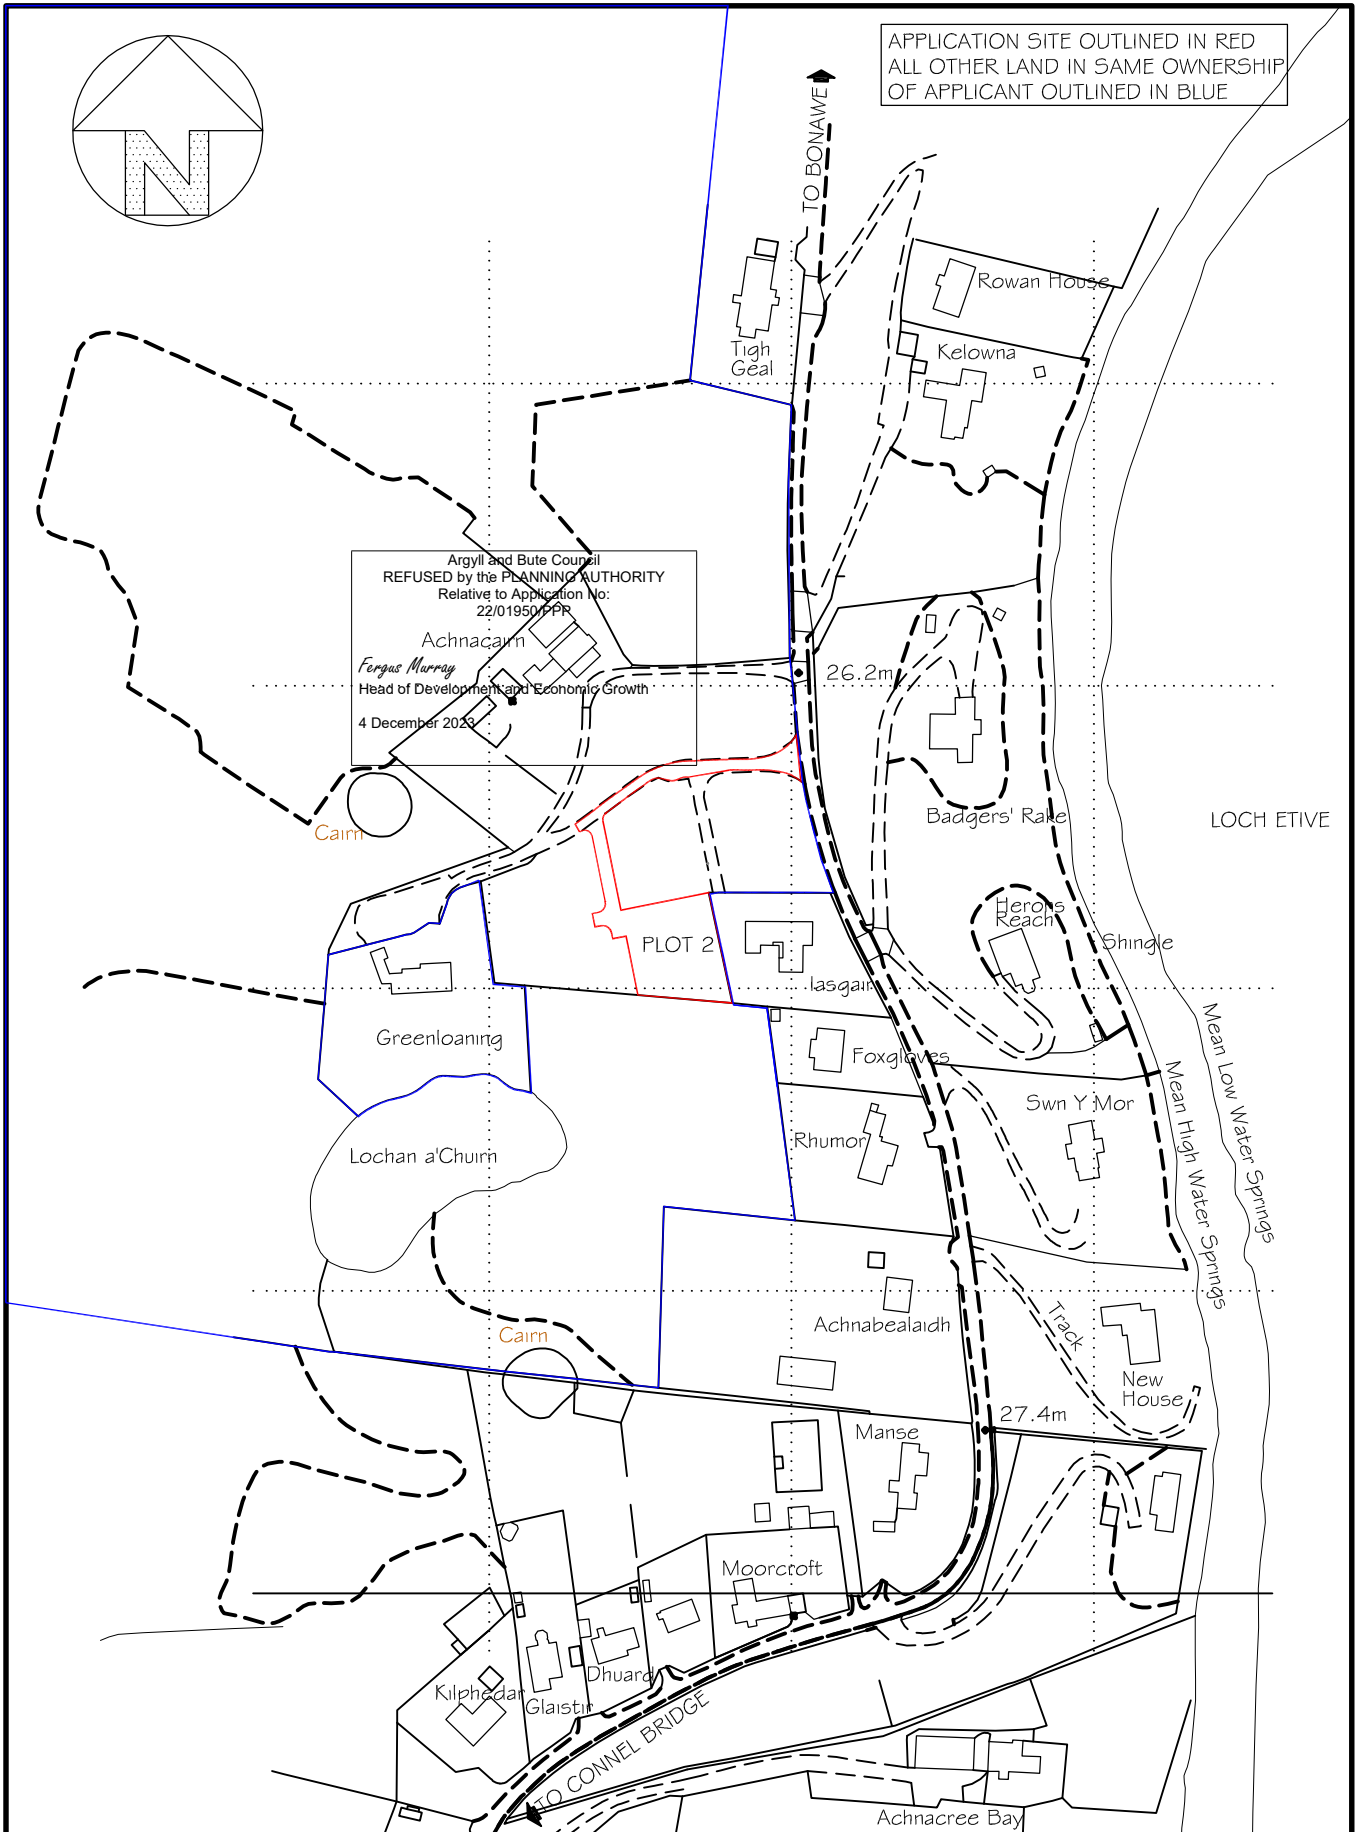 APPLICATION SITE OUTLINED IN RED
ALL OTHER LAND IN SAME OWNERSHIP
OF APPLICANT OUTLINED IN BLUE
N
TO BONAWE
Rowan House
Tigh
Geal
Kelowna
Argyll and Bute Council
REFUSED by the PLANNING AUTHORITY
Relative to Application No:
22/01950/PPP
Achnacairn
Fergus Murray
Head of Development and Economic Growth
4 December 2023
26.2m
Cairn
Badgers' Rake
LOCH ETIVE
Herons
Reach
PLOT 2
Shingle
Iasgair
Greenloaning
Foxgloves
Mean Low Water Springs
Mean High Water Springs
Swn Y Mor
Rhumor
Lochan a'Chuirn
Cairn
Achnabealaidh
Track
New
House
27.4m
Manse
Moorcroft
Dhuard
Kilphedar
Glaistir
TO CONNEL BRIDGE
Achnacree Bay